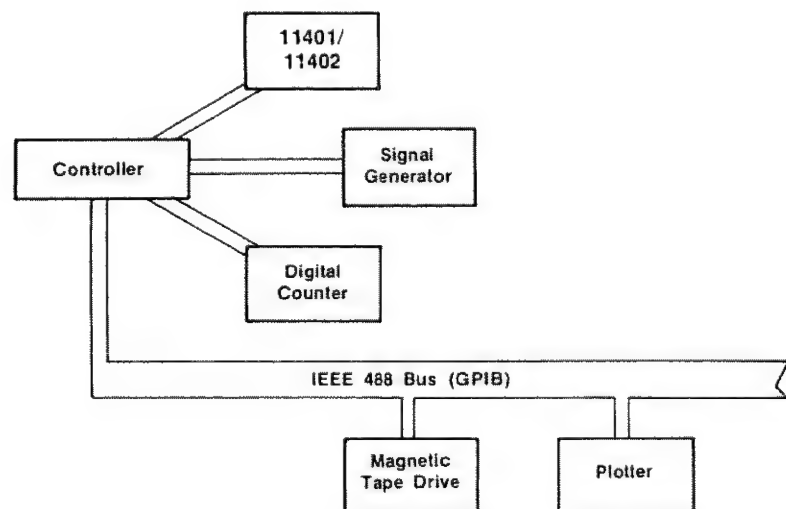 11401/
11402
Controller
Signal
Generator
Digital
Counter
IEEE 488 Bus (GPIB)
Magnetic
Tape Drive
Plotter